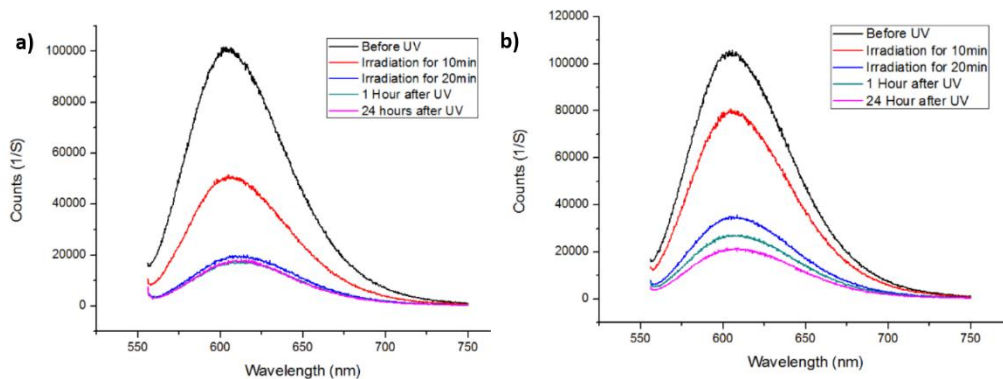 a)
Counts (1/S)
100000
80000
60000
40000
20000
0
Before UV
Irradiation for 10min
Irradiation for 20min
1 Hour after UV
24 hours after UV
550
600
650
700
750
Wavelength (nm)
b)
Counts (1/S)
120000
100000
80000
60000
40000
20000
0
Before UV
Irradiation for 10min
Irradiation for 20min
1 Hour after UV
24 Hour after UV
550
600
650
700
750
Wavelength (nm)